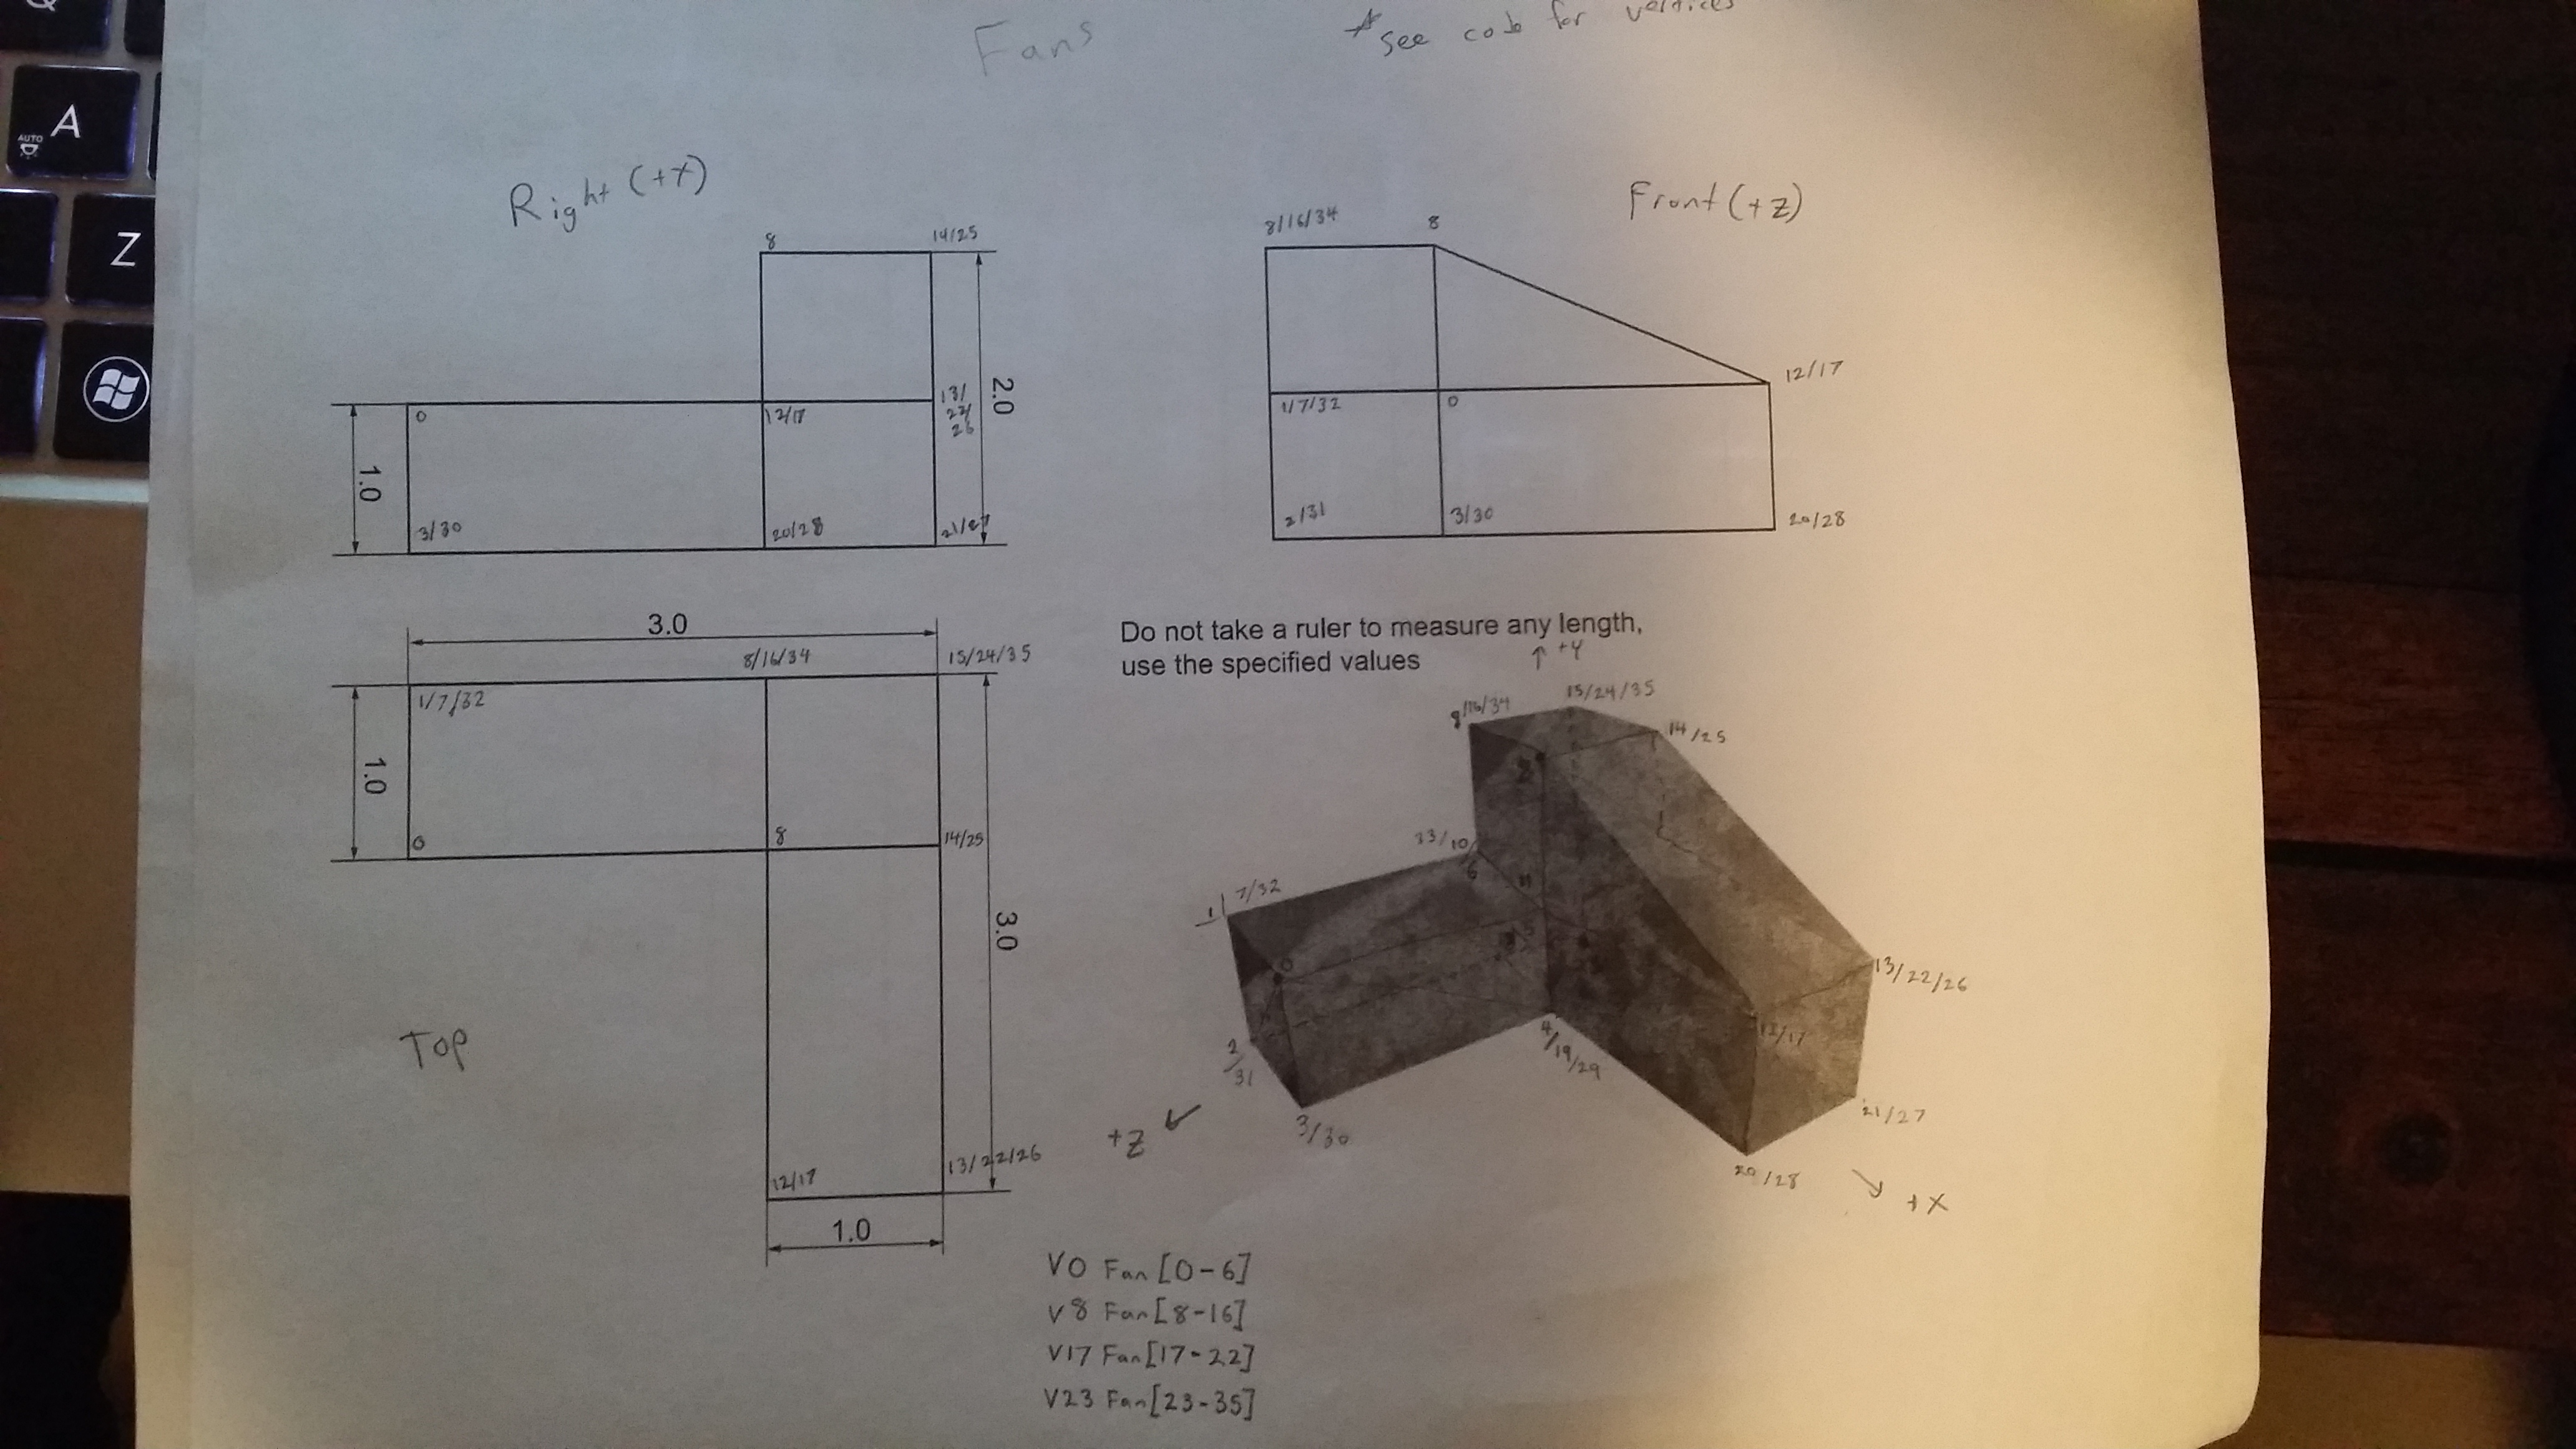 Fans
* See code for vertices
A
AUTO
Z
Right (+X)
8
14/25
0
12/17
13/
22/
26
2.0
1.0
3/30
20/28
21/27
Front (+Z)
8/16/34
8
12/17
1/7/32
0
2/31
3/30
20/28
3.0
8/16/34
15/24/35
1/7/32
1.0
0
8
14/25
3.0
Top
12/17
13/22/26
1.0
Do not take a ruler to measure any length,
use the specified values
+Y
8/16/34
15/24/35
14/25
23/10
6
1/7/32
0
5
13/22/26
12/17
2/31
3/30
4/19/29
21/27
20/28
+Z
+X
V0 Fan [0-6]
V8 Fan [8-16]
V17 Fan [17-22]
V23 Fan [23-35]